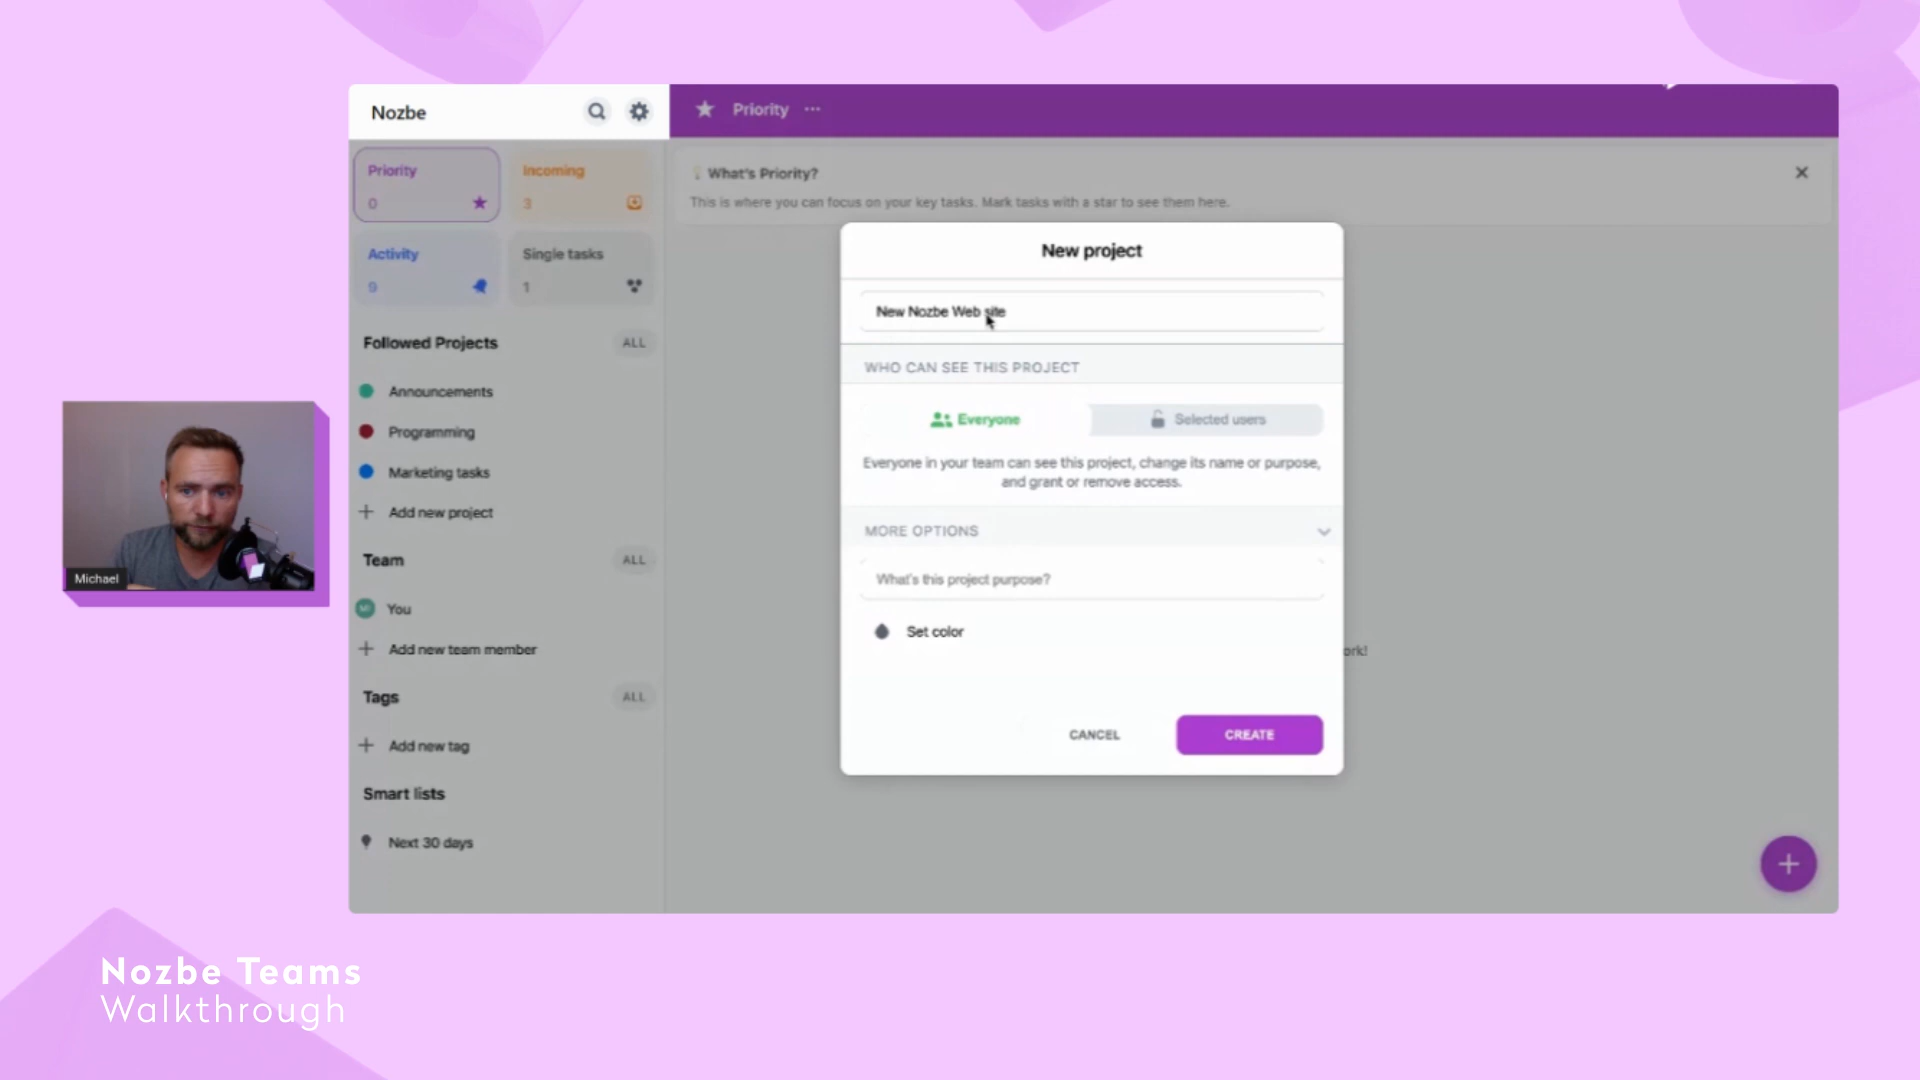 Nozbe
Priority
Priority
0
Incoming
3
Activity
9
Single tasks
1
Followed Projects
ALL
Announcements
Programming
Marketing tasks
Add new project
Team
ALL
You
Add new team member
Tags
ALL
Add new tag
Smart lists
Next 30 days
What's Priority?
This is where you can focus on your key tasks. Mark tasks with a star to see them here.
New project
New Nozbe Web site
WHO CAN SEE THIS PROJECT
Everyone
Selected users
Everyone in your team can see this project, change its name or purpose,
and grant or remove access.
MORE OPTIONS
What's this project purpose?
Set color
ork!
CANCEL
CREATE
Michael
Nozbe Teams
Walkthrough